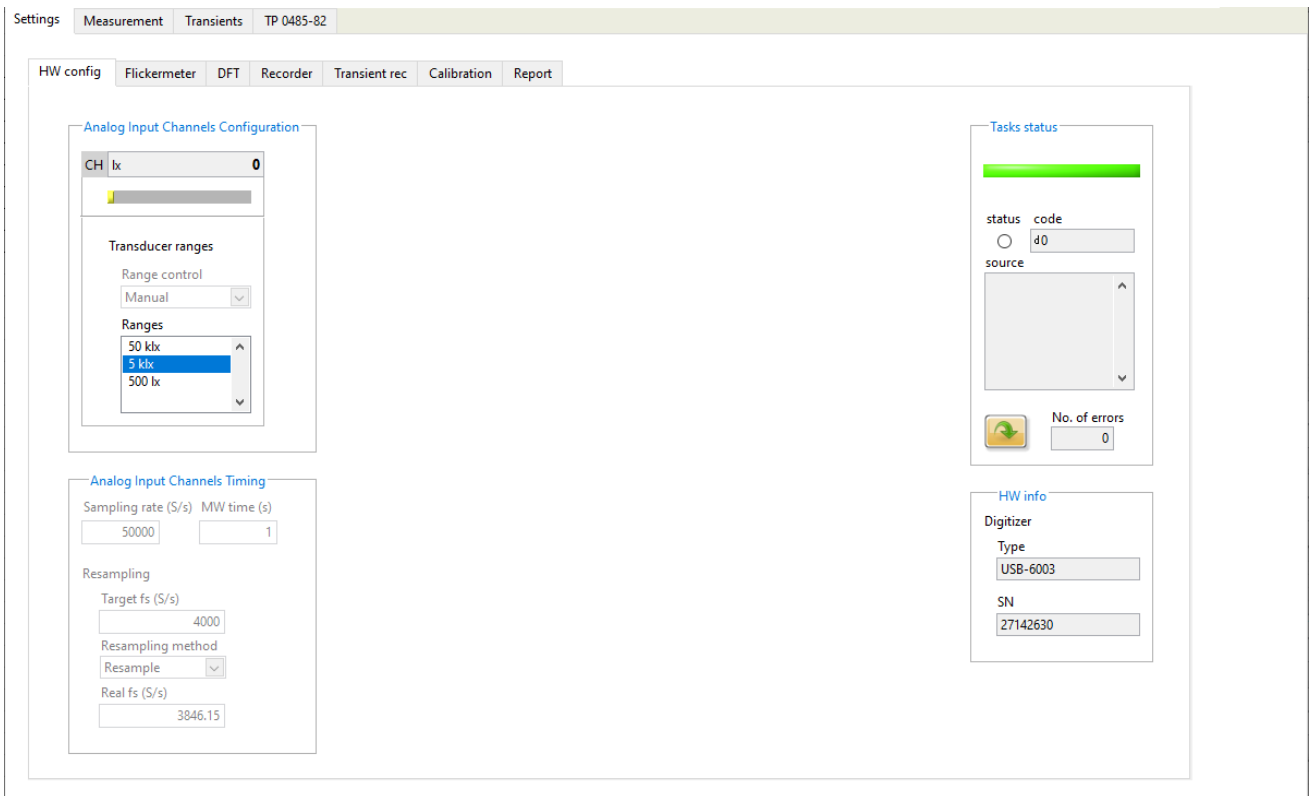 Settings Measurement Transients TP 0485-82
HW config Flickermeter DFT Recorder Transient rec Calibration Report
Analog Input Channels Configuration
CH lx 0
Transducer ranges
Range control
Manual
Ranges
50 klx
5 klx
500 lx
Analog Input Channels Timing
Sampling rate (S/s) MW time (s)
50000 1
Resampling
Target fs (S/s)
4000
Resampling method
Resample
Real fs (S/s)
3846.15
Tasks status
status code
d0
source
No. of errors
0
HW info
Digitizer
Type
USB-6003
SN
27142630